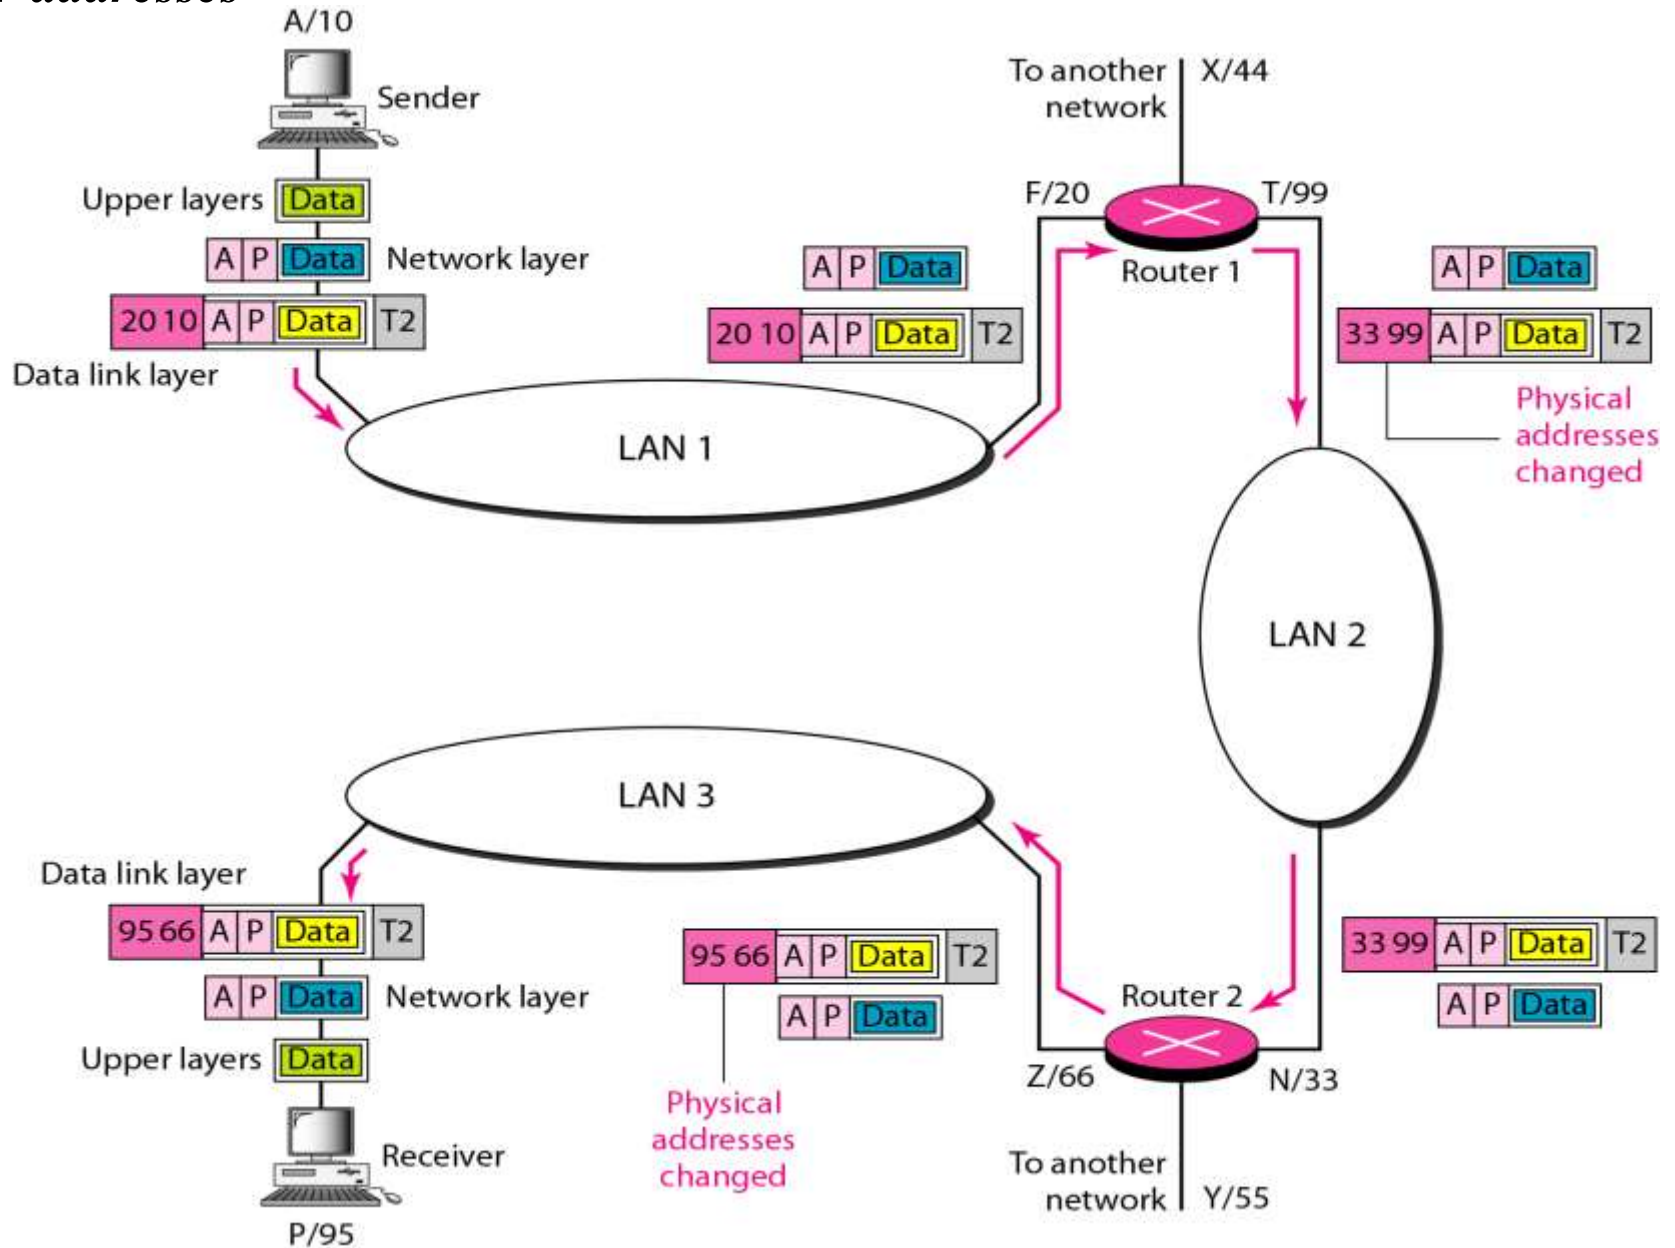 addresses
A/10
Sender
To another
network
X/44
Upper layers
Data
F/20
T/99
A P Data
Network layer
A P Data
Router 1
A P Data
20 10 A P Data T2
20 10 A P Data T2
33 99 A P Data T2
Data link layer
Physical
addresses
changed
LAN 1
LAN 2
LAN 3
Data link layer
95 66 A P Data T2
95 66 A P Data T2
33 99 A P Data T2
A P Data
Network layer
A P Data
Router 2
A P Data
Upper layers
Data
Z/66
N/33
Physical
addresses
changed
Receiver
To another
network
Y/55
P/95